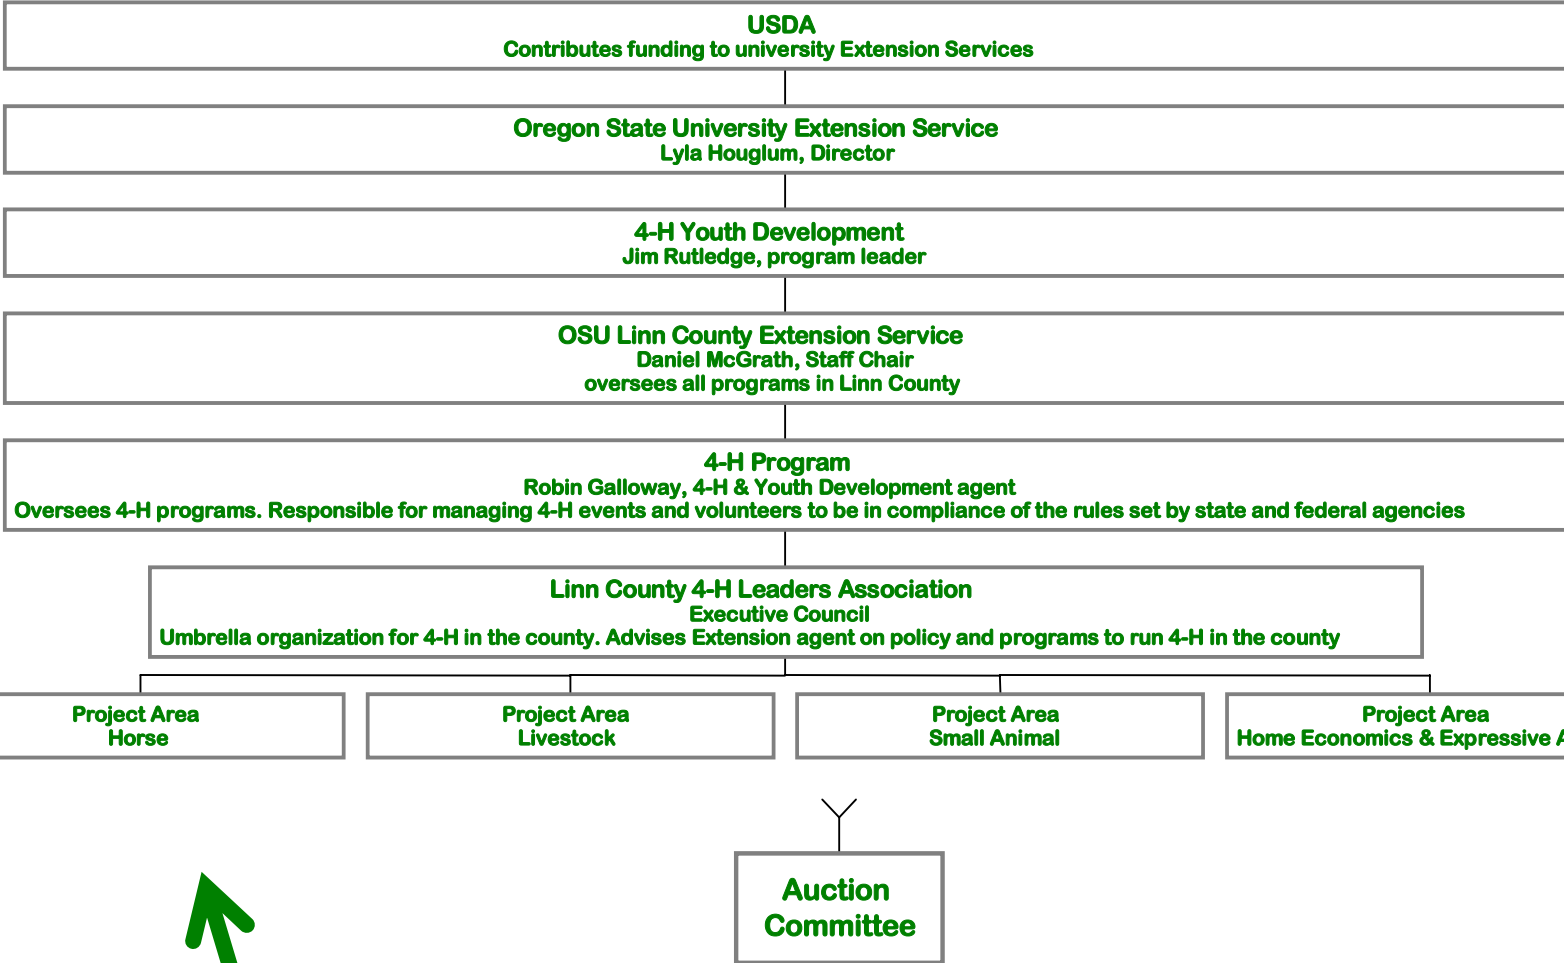 USDA
Contributes funding to university Extension Services
Oregon State University Extension Service
Lyla Houglum, Director
4-H Youth Development
Jim Rutledge, program leader
OSU Linn County Extension Service
Daniel McGrath, Staff Chair
oversees all programs in Linn County
4-H Program
Robin Galloway, 4-H & Youth Development agent
Oversees 4-H programs. Responsible for managing 4-H events and volunteers to be in compliance of the rules set by state and federal agencies
Linn County 4-H Leaders Association
Executive Council
Umbrella organization for 4-H in the county. Advises Extension agent on policy and programs to run 4-H in the county
Project Area
Horse
Project Area
Livestock
Project Area
Small Animal
Project Area
Home Economics & Expressive
Auction
Committee